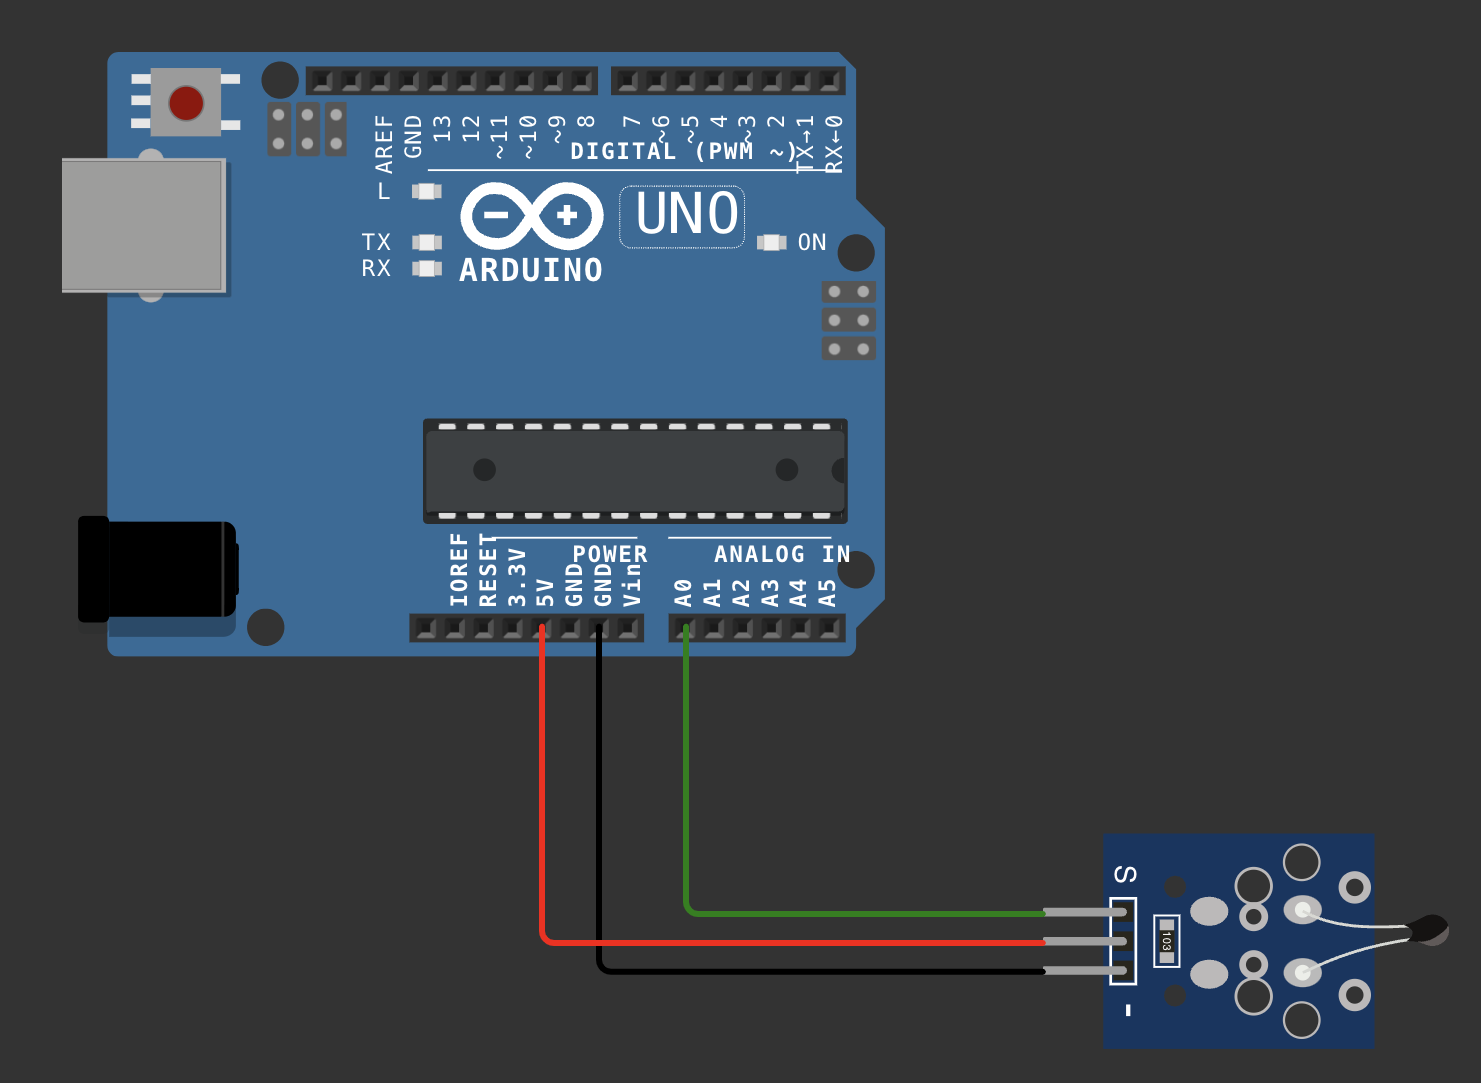 AREF
GND
13
12
~11
~10
~9
8
7
~6
~5
4
~3
2
TX→1
RX←0
DIGITAL (PWM ~)
L
TX
RX
ARDUINO
UNO
ON
POWER
ANALOG IN
IOREF
RESET
3.3V
5V
GND
GND
Vin
A0
A1
A2
A3
A4
A5
S
103
-